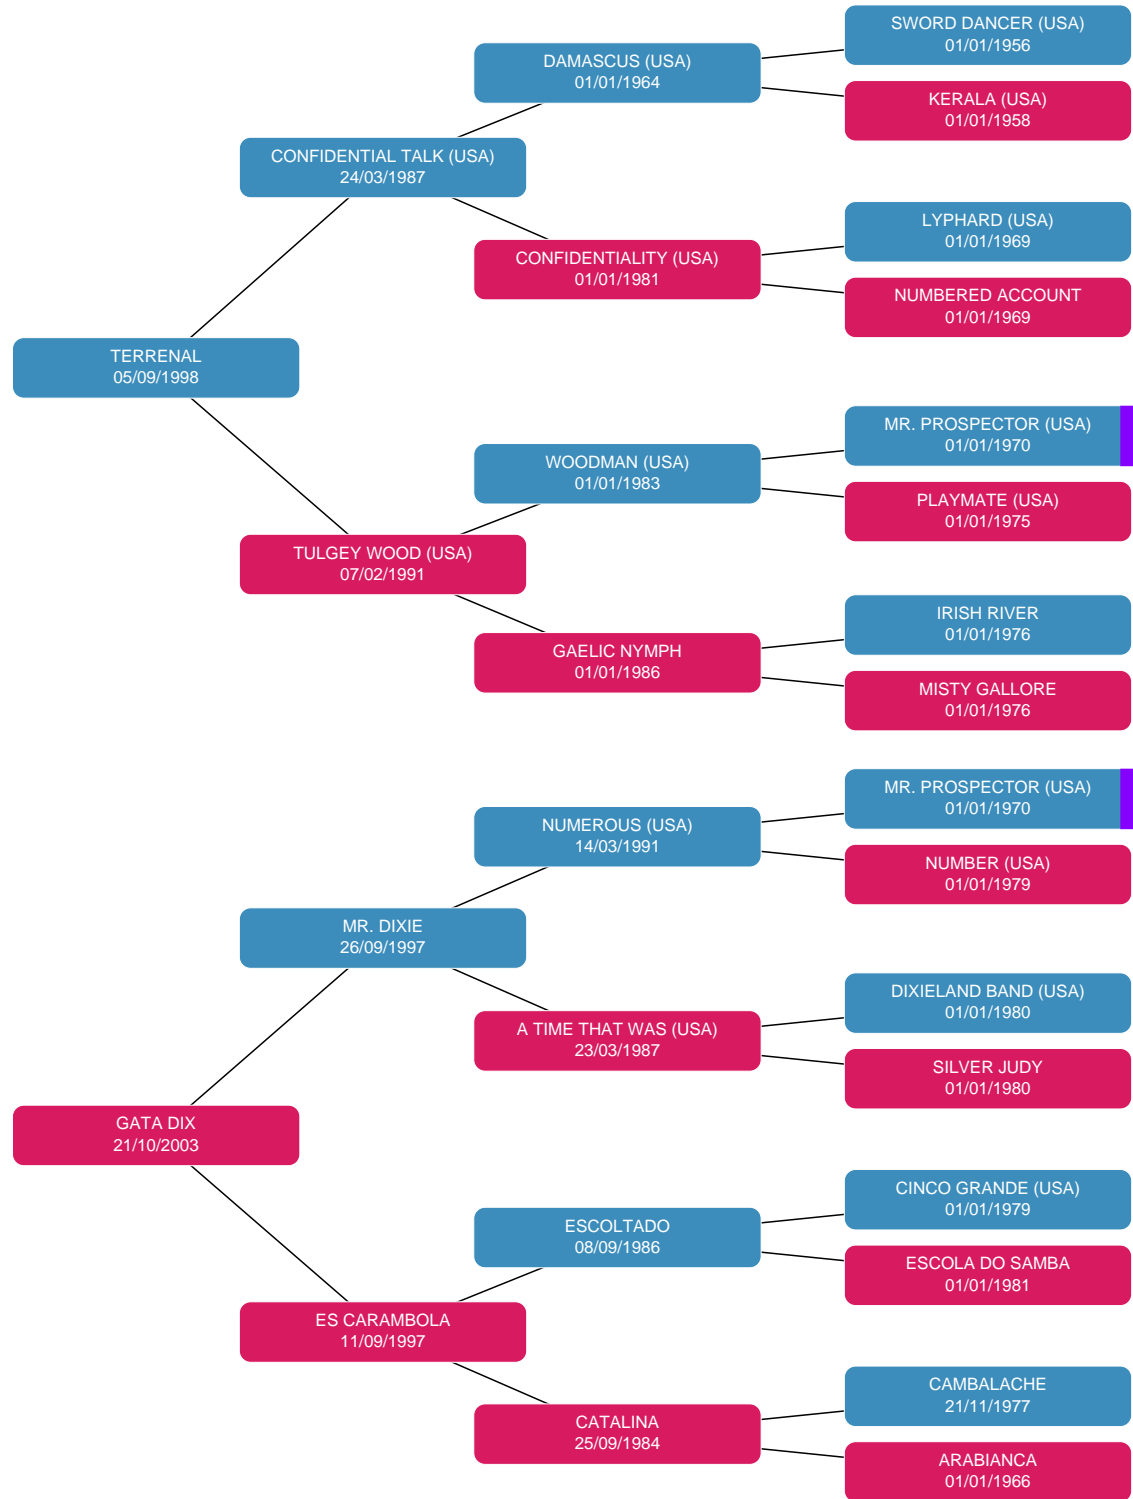 SWORD DANCER (USA)
01/01/1956
DAMASCUS (USA)
01/01/1964
KERALA (USA)
01/01/1958
CONFIDENTIAL TALK (USA)
24/03/1987
LYPHARD (USA)
01/01/1969
CONFIDENTIALITY (USA)
01/01/1981
NUMBERED ACCOUNT
01/01/1969
TERRENAL
05/09/1998
MR. PROSPECTOR (USA)
01/01/1970
WOODMAN (USA)
01/01/1983
PLAYMATE (USA)
01/01/1975
TULGEY WOOD (USA)
07/02/1991
IRISH RIVER
01/01/1976
GAELIC NYMPH
01/01/1986
MISTY GALLORE
01/01/1976
MR. PROSPECTOR (USA)
01/01/1970
NUMEROUS (USA)
14/03/1991
NUMBER (USA)
01/01/1979
MR. DIXIE
26/09/1997
DIXIELAND BAND (USA)
01/01/1980
A TIME THAT WAS (USA)
23/03/1987
SILVER JUDY
01/01/1980
GATA DIX
21/10/2003
CINCO GRANDE (USA)
01/01/1979
ESCOLTADO
08/09/1986
ESCOLA DO SAMBA
01/01/1981
ES CARAMBOLA
11/09/1997
CAMBALACHE
21/11/1977
CATALINA
25/09/1984
ARABIANCA
01/01/1966